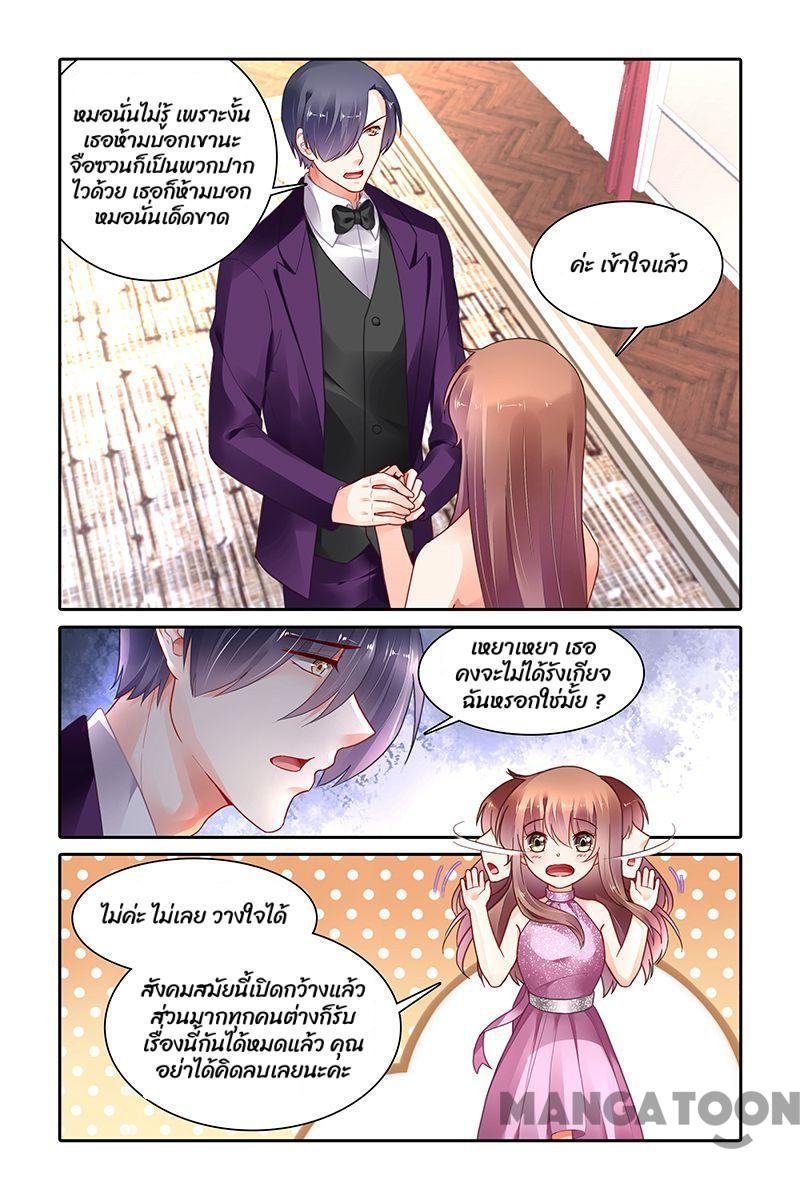 หมอนั่นไม่รู้ เพราะงั้น
เธอห้ามบอกเขานะ
จือซวนก็เป็นพวกปาก
ไวด้วย เธอก็ห้ามบอก
หมอนั่นเด็ดขาด
ค่ะ เข้าใจแล้ว
เหยาเหยา เธอ
คงจะไม่ได้รังเกียจ
ฉันหรอกใช่มั้ย ?
ไม่ค่ะ ไม่เลย วางใจได้
สังคมสมัยนี้เปิดกว้างแล้ว
ส่วนมากทุกคนต่างก็รับ
เรื่องนี้กันได้หมดแล้ว คุณ
อย่าได้คิดลบเลยนะคะ
MANGATOON